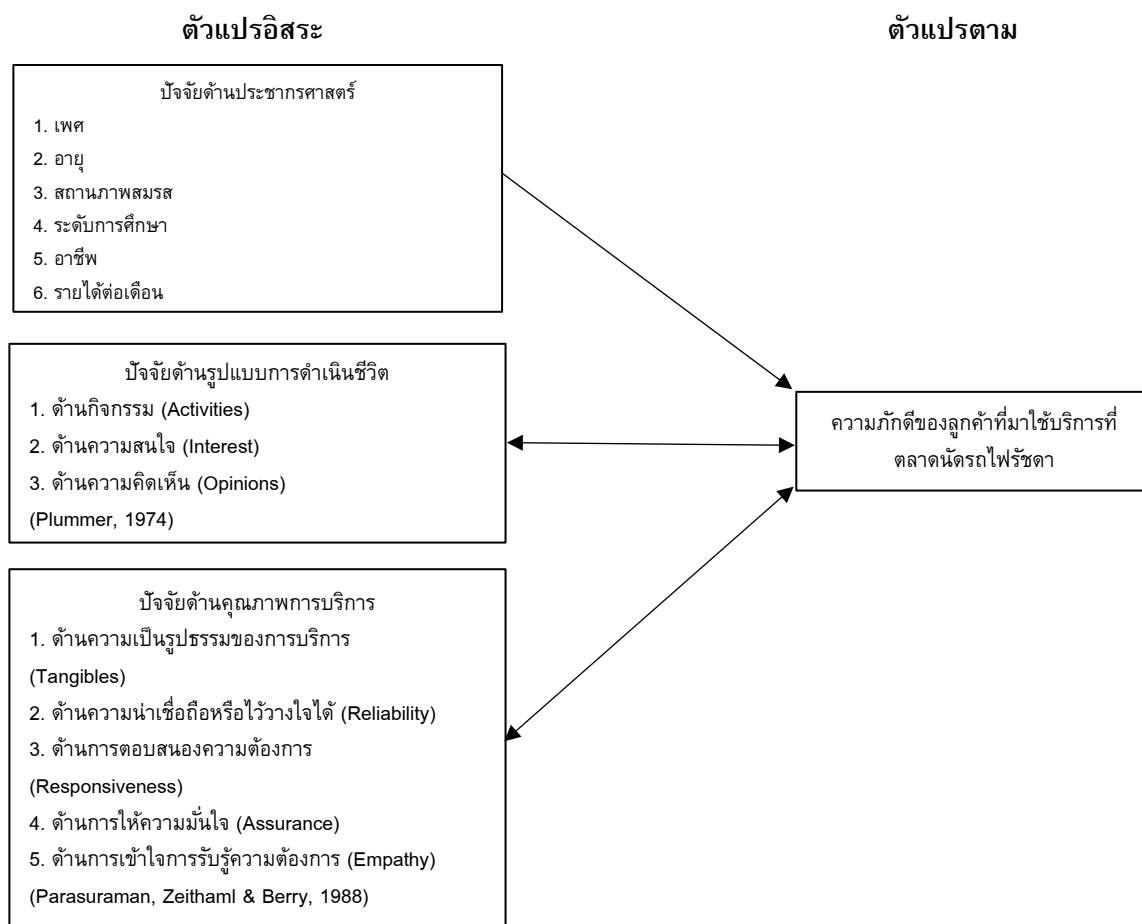 ตัวแปรอิสระ
ตัวแปรตาม
ปัจจัยด้านประชากรศาสตร์
1. เพศ
2. อายุ
3. สถานภาพสมรส
4. ระดับการศึกษา
5. อาชีพ
6. รายได้ต่อเดือน
ปัจจัยด้านรูปแบบการดำเนินชีวิต
1. ด้านกิจกรรม (Activities)
2. ด้านความสนใจ (Interest)
3. ด้านความคิดเห็น (Opinions)
(Plummer, 1974)
ปัจจัยด้านคุณภาพการบริการ
1. ด้านความเป็นรูปธรรมของการบริการ
(Tangibles)
2. ด้านความน่าเชื่อถือหรือไว้วางใจได้ (Reliability)
3. ด้านการตอบสนองความต้องการ
(Responsiveness)
4. ด้านการให้ความมั่นใจ (Assurance)
5. ด้านการเข้าใจการรับรู้ความต้องการ (Empathy)
(Parasuraman, Zeithaml & Berry, 1988)
ความภักดีของลูกค้าที่มาใช้บริการที่
ตลาดนัดรถไฟรัชดา